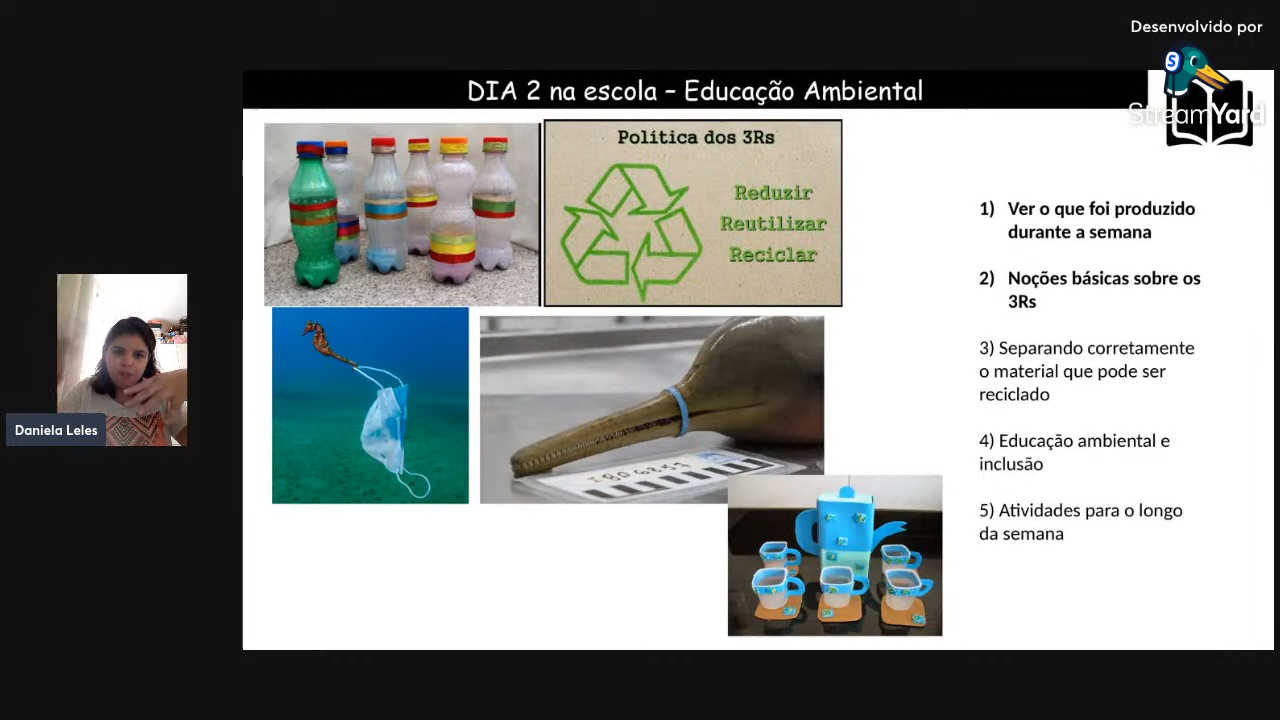 Desenvolvido por
StreamYard
DIA 2 na escola – Educação Ambiental
Política dos 3Rs
Reduzir
Reutilizar
Reciclar
1) Ver o que foi produzido
durante a semana
2) Noções básicas sobre os
3Rs
3) Separando corretamente
o material que pode ser
reciclado
4) Educação ambiental e
inclusão
5) Atividades para o longo
da semana
Daniela Leles